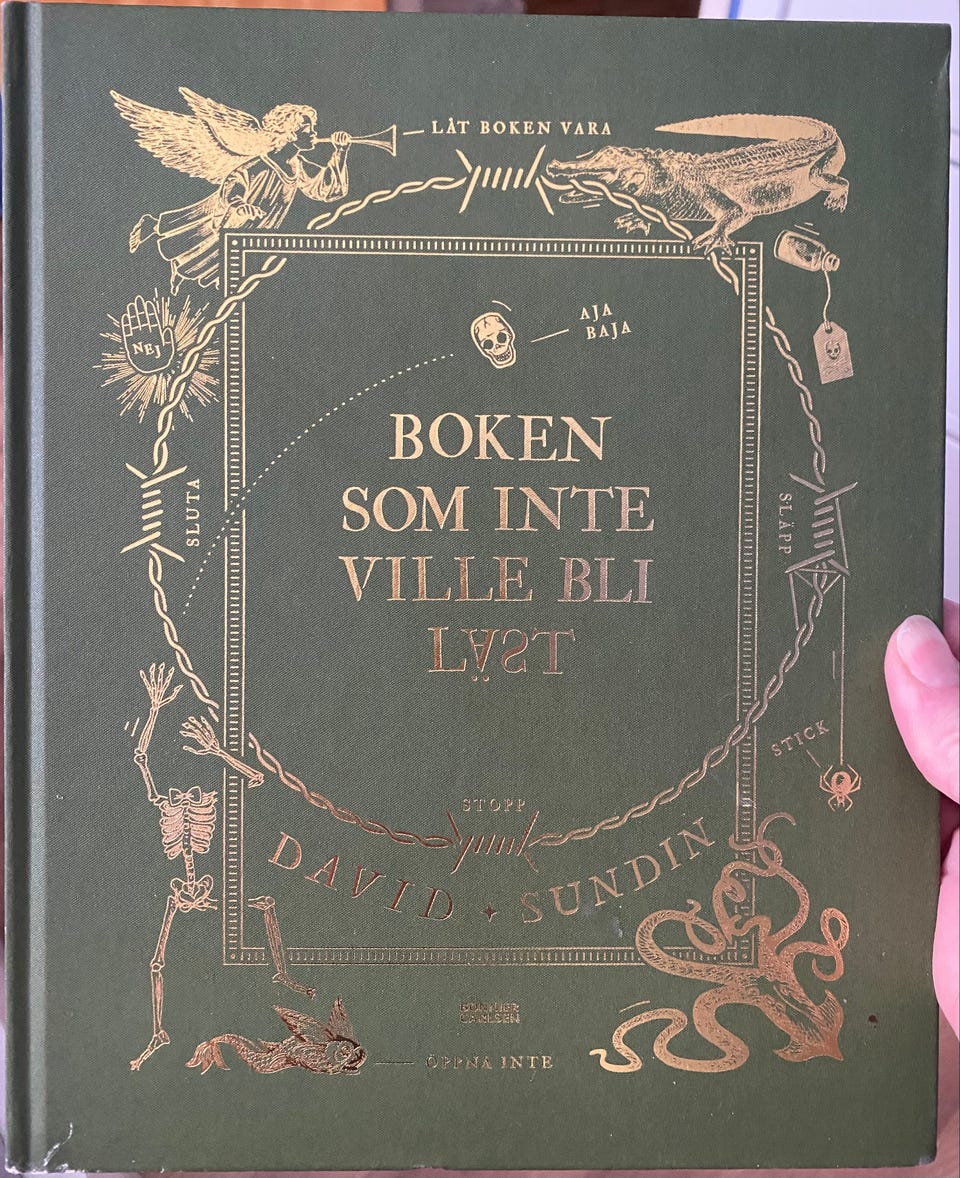 LÅT BOKEN VARA
AJA
BAJA
NEJ
BOKEN
SOM INTE
VILLE BLI
LÄST
SLUTA
SLÄPP
STICK
STOPP
DAVID ✦ SUNDIN
BONNIER
CARLSEN
ÖPPNA INTE